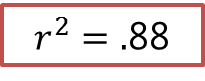 r² = .88